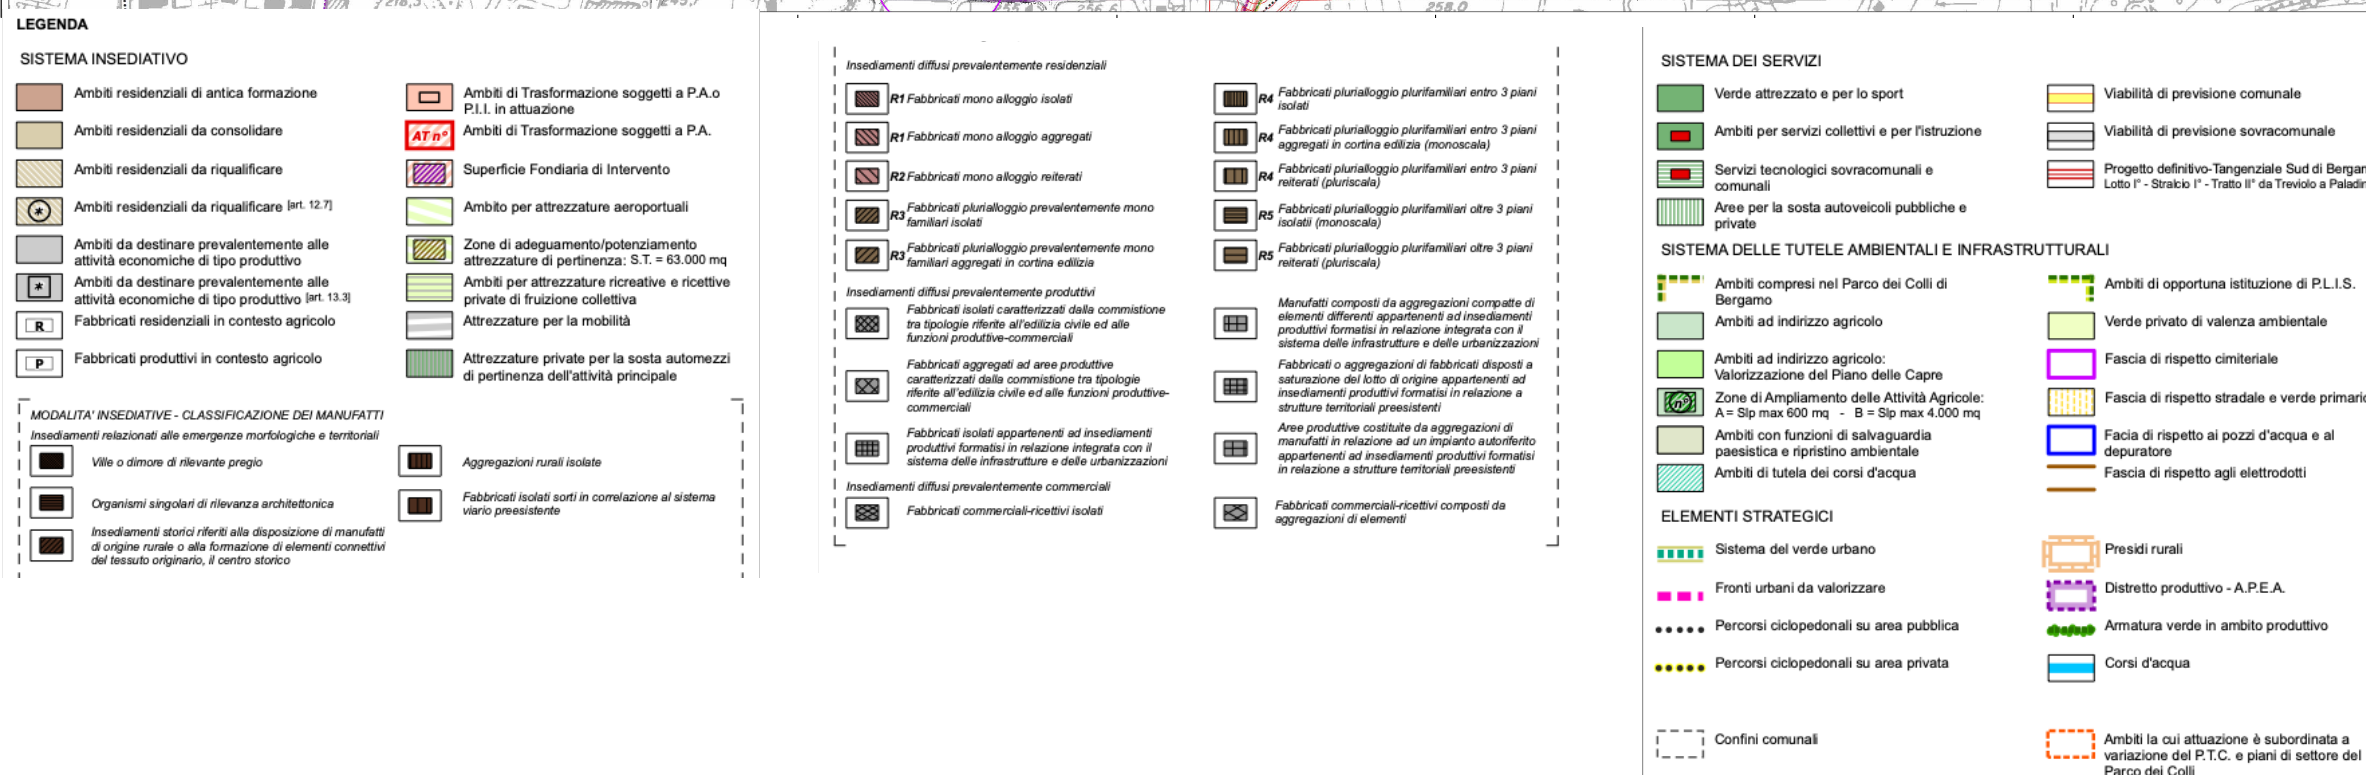 216,5
245,7
255,4
256,6
258.0
LEGENDA
SISTEMA INSEDIATIVO
Ambiti residenziali di antica formazione
Ambiti residenziali da consolidare
Ambiti residenziali da riqualificare
Ambiti residenziali da riqualificare [art. 12.7]
Ambiti da destinare prevalentemente alle
attività economiche di tipo produttivo
Ambiti da destinare prevalentemente alle
attività economiche di tipo produttivo [art. 13.3]
R Fabbricati residenziali in contesto agricolo
P Fabbricati produttivi in contesto agricolo
Ambiti di Trasformazione soggetti a P.A.o
P.I.I. in attuazione
AT n° Ambiti di Trasformazione soggetti a P.A.
Superficie Fondiaria di Intervento
Ambito per attrezzature aeroportuali
Zone di adeguamento/potenziamento
attrezzature di pertinenza: S.T. = 63.000 mq
Ambiti per attrezzature ricreative e ricettive
private di fruizione collettiva
Attrezzature per la mobilità
Attrezzature private per la sosta automezzi
di pertinenza dell'attività principale
MODALITA' INSEDIATIVE - CLASSIFICAZIONE DEI MANUFATTI
Insediamenti relazionati alle emergenze morfologiche e territoriali
Ville o dimore di rilevante pregio
Organismi singolari di rilevanza architettonica
Insediamenti storici riferiti alla disposizione di manufatti
di origine rurale o alla formazione di elementi connettivi
del tessuto originario, il centro storico
Aggregazioni rurali isolate
Fabbricati isolati sorti in correlazione al sistema
viario preesistente
Insediamenti diffusi prevalentemente residenziali
R1 Fabbricati mono alloggio isolati
R1 Fabbricati mono alloggio aggregati
R2 Fabbricati mono alloggio reiterati
R3 Fabbricati plurialloggio prevalentemente mono
familiari isolati
R3 Fabbricati plurialloggio prevalentemente mono
familiari aggregati in cortina edilizia
R4 Fabbricati plurialloggio plurifamiliari entro 3 piani
isolati
R4 Fabbricati plurialloggio plurifamiliari entro 3 piani
aggregati in cortina edilizia (monoscala)
R4 Fabbricati plurialloggio plurifamiliari entro 3 piani
reiterati (pluriscala)
R5 Fabbricati plurialloggio plurifamiliari oltre 3 piani
isolatii (monoscala)
R5 Fabbricati plurialloggio plurifamiliari oltre 3 piani
reiterati (pluriscala)
Insediamenti diffusi prevalentemente produttivi
Fabbricati isolati caratterizzati dalla commistione
tra tipologie riferite all'edilizia civile ed alle
funzioni produttive-commerciali
Fabbricati aggregati ad aree produttive
caratterizzati dalla commistione tra tipologie
riferite all'edilizia civile ed alle funzioni produttive-
commerciali
Fabbricati isolati appartenenti ad insediamenti
produttivi formatisi in relazione integrata con il
sistema delle infrastrutture e delle urbanizzazioni
Manufatti composti da aggregazioni compatte di
elementi differenti appartenenti ad insediamenti
produttivi formatisi in relazione integrata con il
sistema delle infrastrutture e delle urbanizzazioni
Fabbricati o aggregazioni di fabbricati disposti a
saturazione del lotto di origine appartenenti ad
insediamenti produttivi formatisi in relazione a
strutture territoriali preesistenti
Aree produttive costituite da aggregazioni di
manufatti in relazione ad un impianto autoriferito
appartenenti ad insediamenti produttivi formatisi
in relazione a strutture territoriali preesistenti
Insediamenti diffusi prevalentemente commerciali
Fabbricati commerciali-ricettivi isolati
Fabbricati commerciali-ricettivi composti da
aggregazioni di elementi
SISTEMA DEI SERVIZI
Verde attrezzato e per lo sport
Ambiti per servizi collettivi e per l'istruzione
Servizi tecnologici sovracomunali e
comunali
Aree per la sosta autoveicoli pubbliche e
private
Viabilità di previsione comunale
Viabilità di previsione sovracomunale
Progetto definitivo-Tangenziale Sud di Bergam
Lotto I° - Stralcio I° - Tratto II° da Treviolo a Paladin
SISTEMA DELLE TUTELE AMBIENTALI E INFRASTRUTTURALI
Ambiti compresi nel Parco dei Colli di
Bergamo
Ambiti ad indirizzo agricolo
Ambiti ad indirizzo agricolo:
Valorizzazione del Piano delle Capre
n° Zone di Ampliamento delle Attività Agricole:
A = Slp max 600 mq - B = Slp max 4.000 mq
Ambiti con funzioni di salvaguardia
paesistica e ripristino ambientale
Ambiti di tutela dei corsi d'acqua
Ambiti di opportuna istituzione di P.L.I.S.
Verde privato di valenza ambientale
Fascia di rispetto cimiteriale
Fascia di rispetto stradale e verde primario
Facia di rispetto ai pozzi d'acqua e al
depuratore
Fascia di rispetto agli elettrodotti
ELEMENTI STRATEGICI
Sistema del verde urbano
Fronti urbani da valorizzare
Percorsi ciclopedonali su area pubblica
Percorsi ciclopedonali su area privata
Presidi rurali
Distretto produttivo - A.P.E.A.
Armatura verde in ambito produttivo
Corsi d'acqua
Confini comunali
Ambiti la cui attuazione è subordinata a
variazione del P.T.C. e piani di settore del
Parco dei Colli